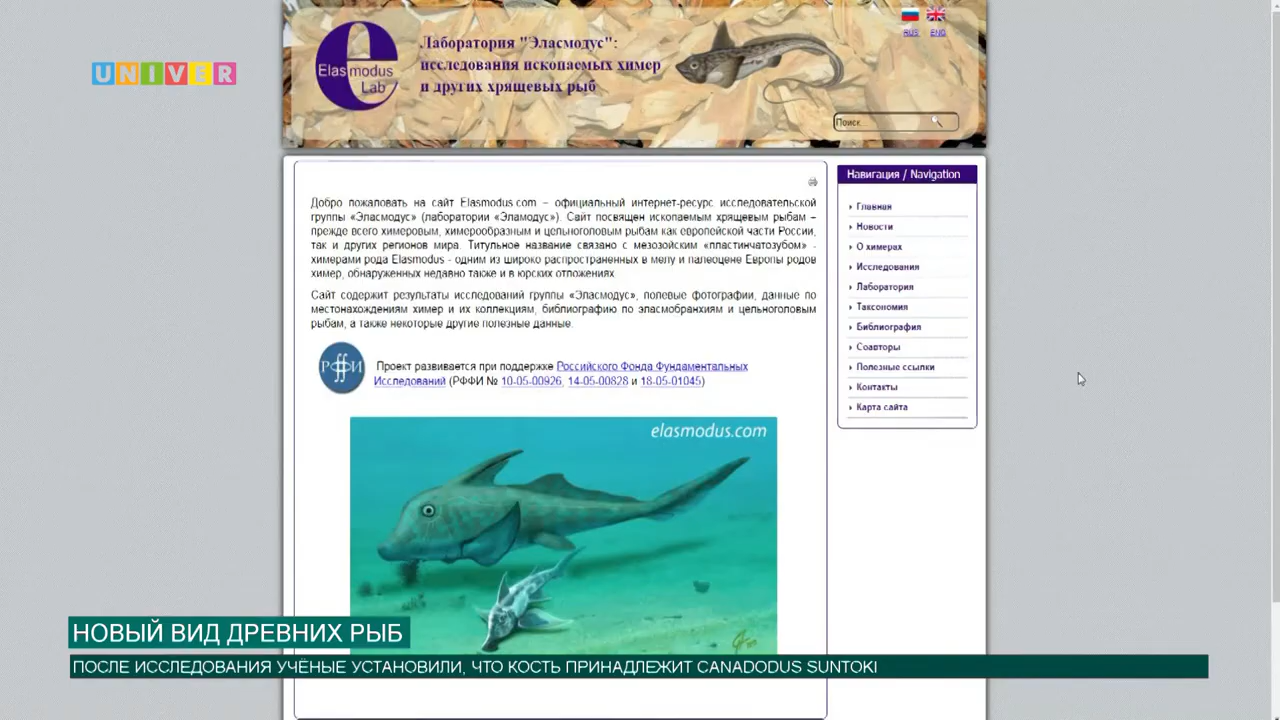 UNIVER
Elasmodus
Lab
Лаборатория "Эласмодус":
исследования ископаемых химер
и других хрящевых рыб
RUS ENG
Поиск...
Навигация / Navigation
Добро пожаловать на сайт Elasmodus.com – официальный интернет-ресурс исследовательской
группы «Эласмодус» (лаборатории «Эламодус»). Сайт посвящен ископаемым хрящевым рыбам –
прежде всего химеровым, химерообразным и цельноголовым рыбам как европейской части России,
так и других регионов мира. Титульное название связано с мезозойским «пластинчатозубом» -
химерами рода Elasmodus - одним из широко распространенных в мелу и палеоцене Европы родов
химер, обнаруженных недавно также и в юрских отложениях.
Сайт содержит результаты исследований группы «Эласмодус», полевые фотографии, данные по
местонахождениям химер и их коллекциям, библиографию по эласмобранхиям и цельноголовым
рыбам, а также некоторые другие полезные данные.
РФФИ
Проект развивается при поддержке Российского Фонда Фундаментальных
Исследований (РФФИ № 10-05-00926, 14-05-00828 и 18-05-01045)
Главная
Новости
О химерах
Исследования
Лаборатория
Таксономия
Библиография
Соавторы
Полезные ссылки
Контакты
Карта сайта
elasmodus.com
НОВЫЙ ВИД ДРЕВНИХ РЫБ
ПОСЛЕ ИССЛЕДОВАНИЯ УЧЁНЫЕ УСТАНОВИЛИ, ЧТО КОСТЬ ПРИНАДЛЕЖИТ CANADODUS SUNTOKI